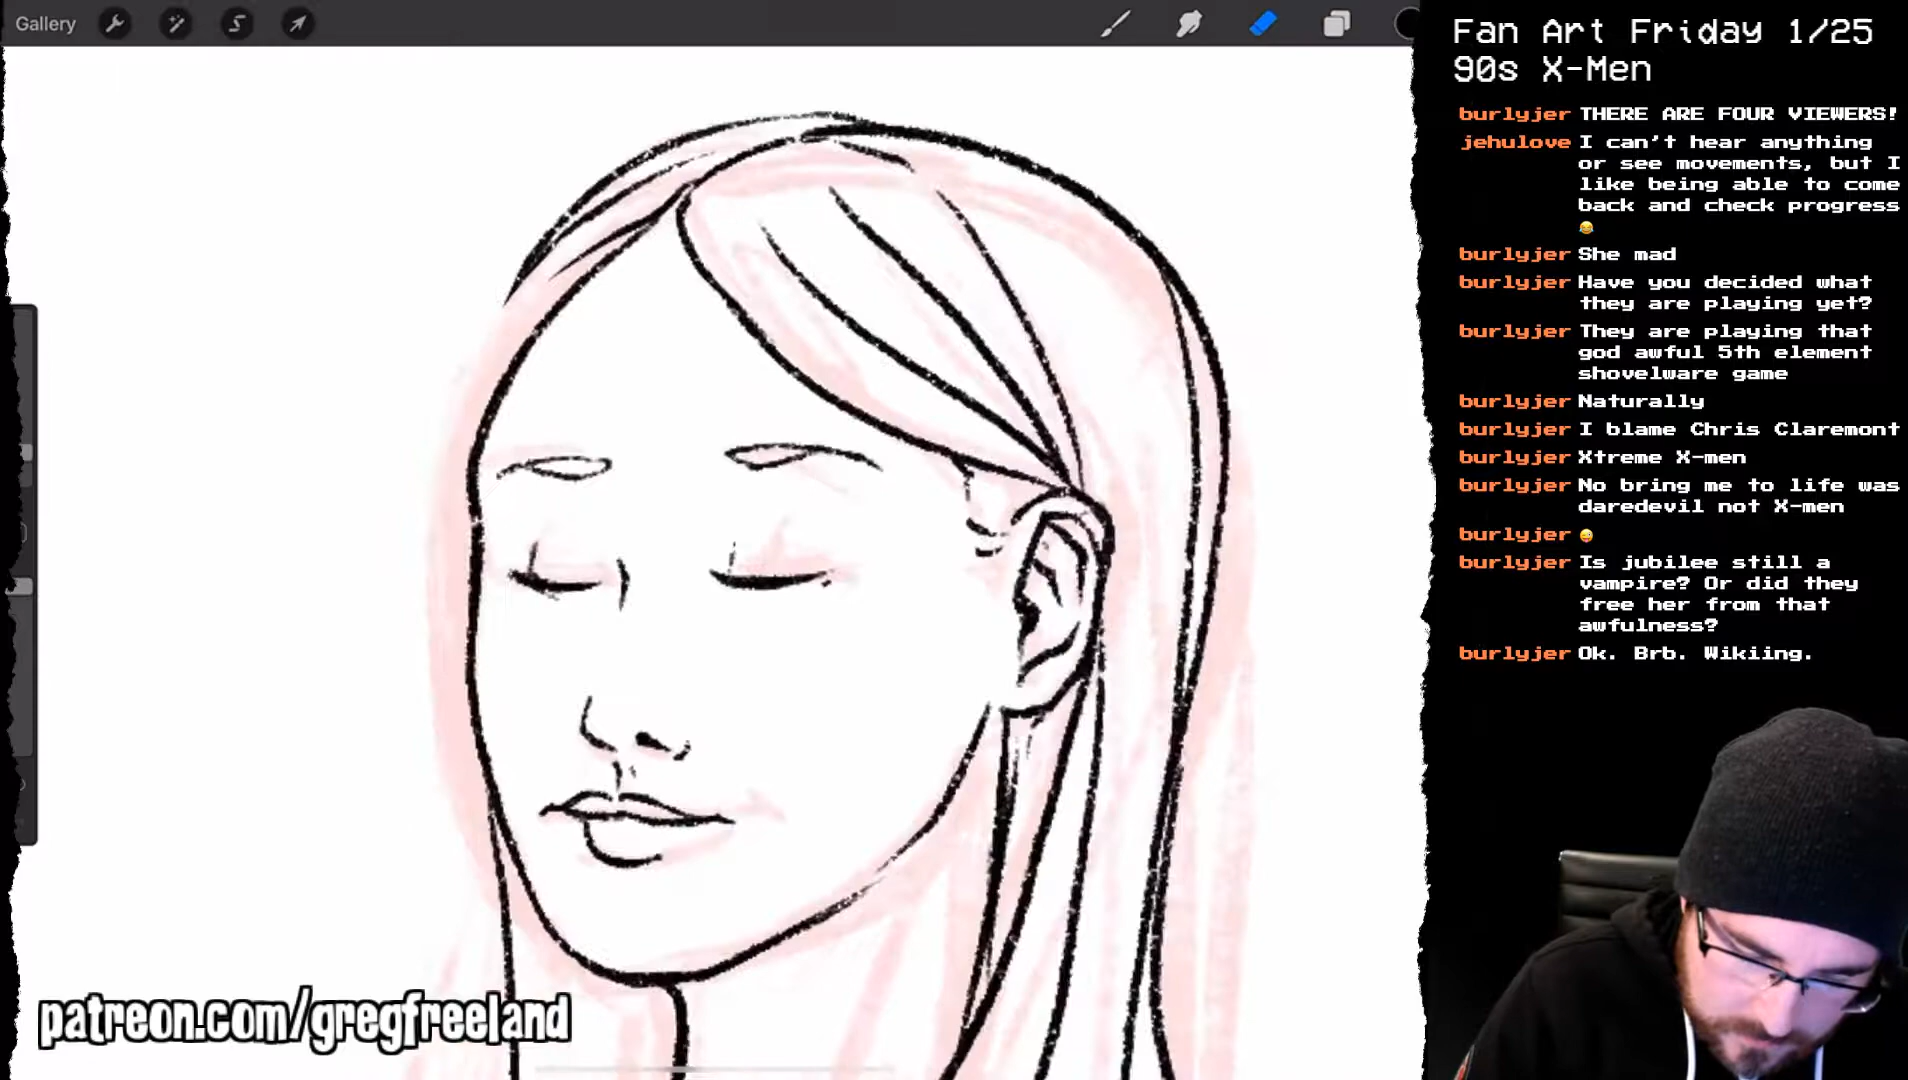 Gallery
Fan Art Friday 1/25
90s X-Men
burlyjer THERE ARE FOUR VIEWERS!
jehulove I can't hear anything
or see movements, but I
like being able to come
back and check progress
😂
burlyjer She mad
burlyjer Have you decided what
they are playing yet?
burlyjer They are playing that
god awful 5th element
shovelware game
burlyjer Naturally
burlyjer I blame Chris Claremont
burlyjer Xtreme X-men
burlyjer No bring me to life was
daredevil not X-men
burlyjer 😜
burlyjer Is jubilee still a
vampire? Or did they
free her from that
awfulness?
burlyjer Ok. Brb. Wikiing.
patreon.com/gregfreeland